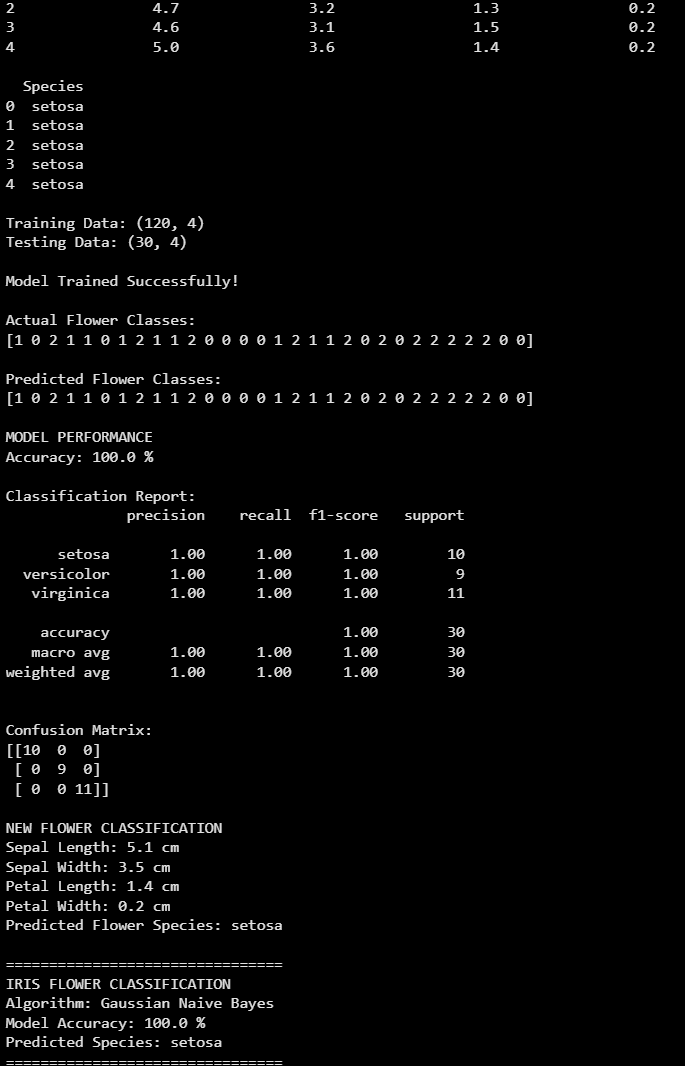 2 4.7 3.2 1.3 0.2
3 4.6 3.1 1.5 0.2
4 5.0 3.6 1.4 0.2
Species
0 setosa
1 setosa
2 setosa
3 setosa
4 setosa
Training Data: (120, 4)
Testing Data: (30, 4)
Model Trained Successfully!
Actual Flower Classes:
[1 0 2 1 1 0 1 2 1 1 2 0 0 0 0 1 2 1 1 2 0 2 0 2 2 2 2 2 0 0]
Predicted Flower Classes:
[1 0 2 1 1 0 1 2 1 1 2 0 0 0 0 1 2 1 1 2 0 2 0 2 2 2 2 2 0 0]
MODEL PERFORMANCE
Accuracy: 100.0 %
Classification Report:
precision recall f1-score support
setosa 1.00 1.00 1.00 10
versicolor 1.00 1.00 1.00 9
virginica 1.00 1.00 1.00 11
accuracy 1.00 30
macro avg 1.00 1.00 1.00 30
weighted avg 1.00 1.00 1.00 30
Confusion Matrix:
[[10 0 0]
[ 0 9 0]
[ 0 0 11]]
NEW FLOWER CLASSIFICATION
Sepal Length: 5.1 cm
Sepal Width: 3.5 cm
Petal Length: 1.4 cm
Petal Width: 0.2 cm
Predicted Flower Species: setosa
================================
IRIS FLOWER CLASSIFICATION
Algorithm: Gaussian Naive Bayes
Model Accuracy: 100.0 %
Predicted Species: setosa
================================